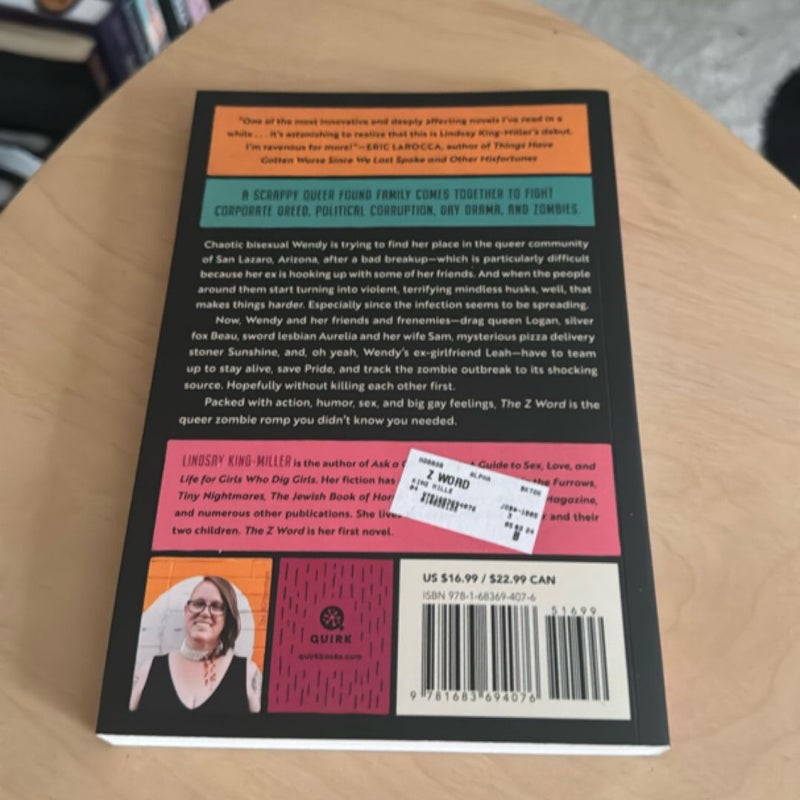 "One of the most innovative and deeply affecting novels I've read in a
while . . . it's astonishing to realize that this is Lindsay King-Miller's debut.
I'm ravenous for more!"—ERIC LAROCCA, author of Things Have
Gotten Worse Since We Last Spoke and Other Misfortunes
A SCRAPPY QUEER FOUND FAMILY COMES TOGETHER TO FIGHT
CORPORATE GREED, POLITICAL CORRUPTION, GAY DRAMA, AND ZOMBIES.
Chaotic bisexual Wendy is trying to find her place in the queer community
of San Lazaro, Arizona, after a bad breakup—which is particularly difficult
because her ex is hooking up with some of her friends. And when the people
around them start turning into violent, terrifying mindless husks, well, that
makes things harder. Especially since the infection seems to be spreading.
Now, Wendy and her friends and frenemies—drag queen Logan, silver
fox Beau, sword lesbian Aurelia and her wife Sam, mysterious pizza delivery
stoner Sunshine, and, oh yeah, Wendy's ex-girlfriend Leah—have to team
up to stay alive, save Pride, and track the zombie outbreak to its shocking
source. Hopefully without killing each other first.
Packed with action, humor, sex, and big gay feelings, The Z Word is the
queer zombie romp you didn't know you needed.
LINDSAY KING-MILLER is the author of Ask a Guide to Sex, Love, and
Life for Girls Who Dig Girls. Her fiction has the Furrows,
Tiny Nightmares, The Jewish Book of Hor Magazine,
and numerous other publications. She lives and their
two children. The Z Word is her first novel.
HORROR ALPHA
Z WORD
KING MILLE
04
QUIRK
quirkbooks.com
US $16.99 / $22.99 CAN
ISBN 978-1-68369-407-6
51699
9 781683 694076